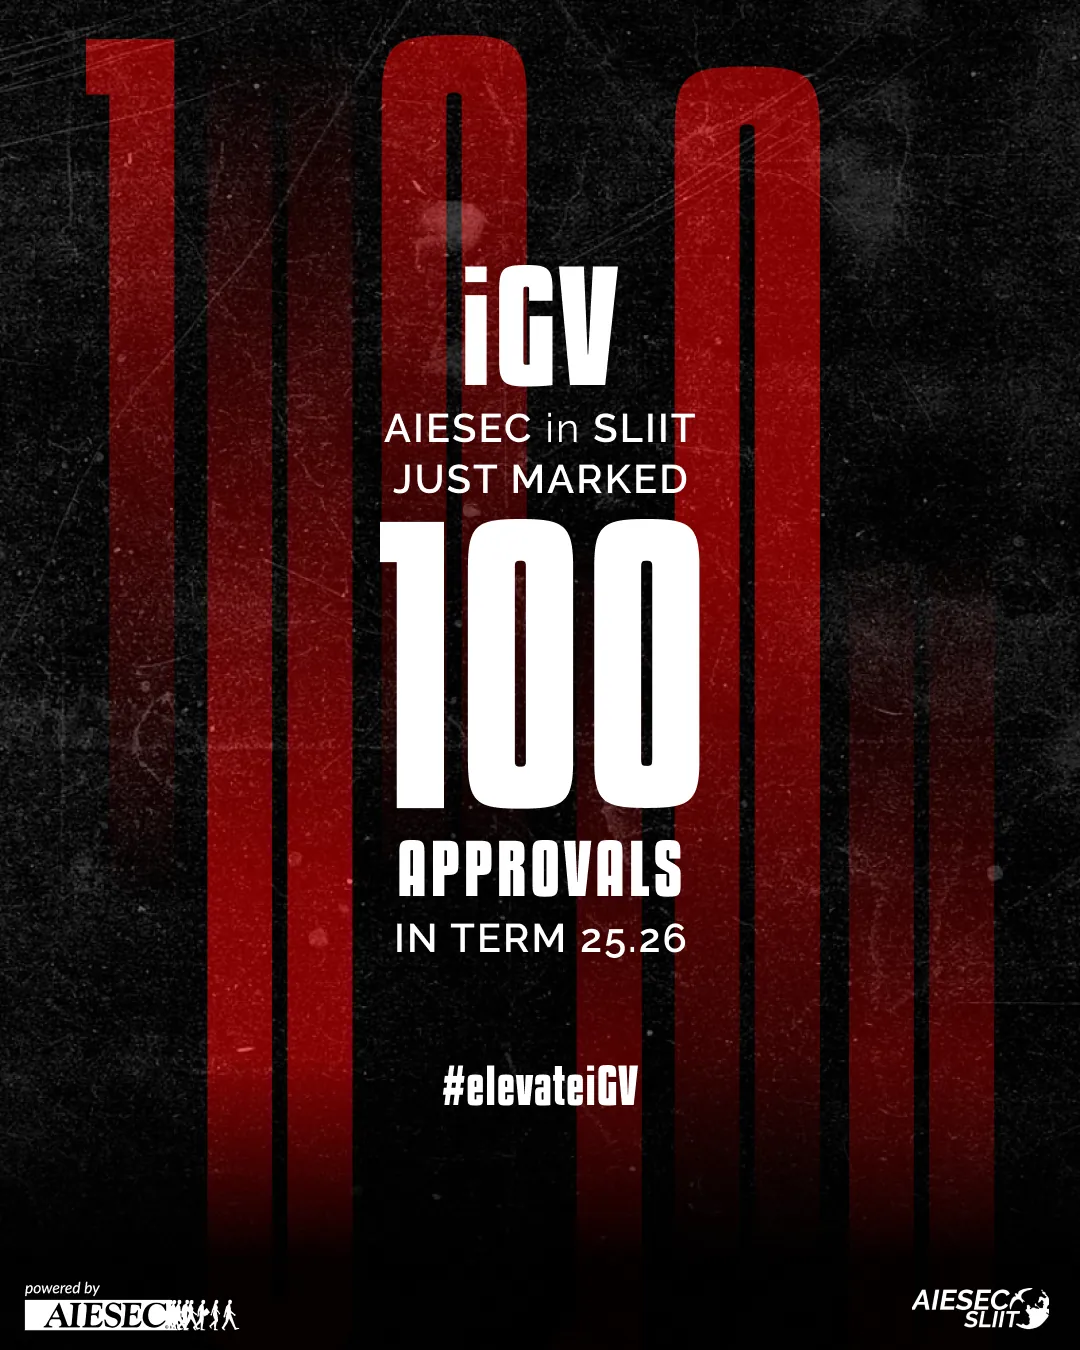 iGV
AIESEC in SLIIT
JUST MARKED
100
APPROVALS
IN TERM 25.26
#elevateiGV
powered by
AIESEC
AIESEC
SLIIT